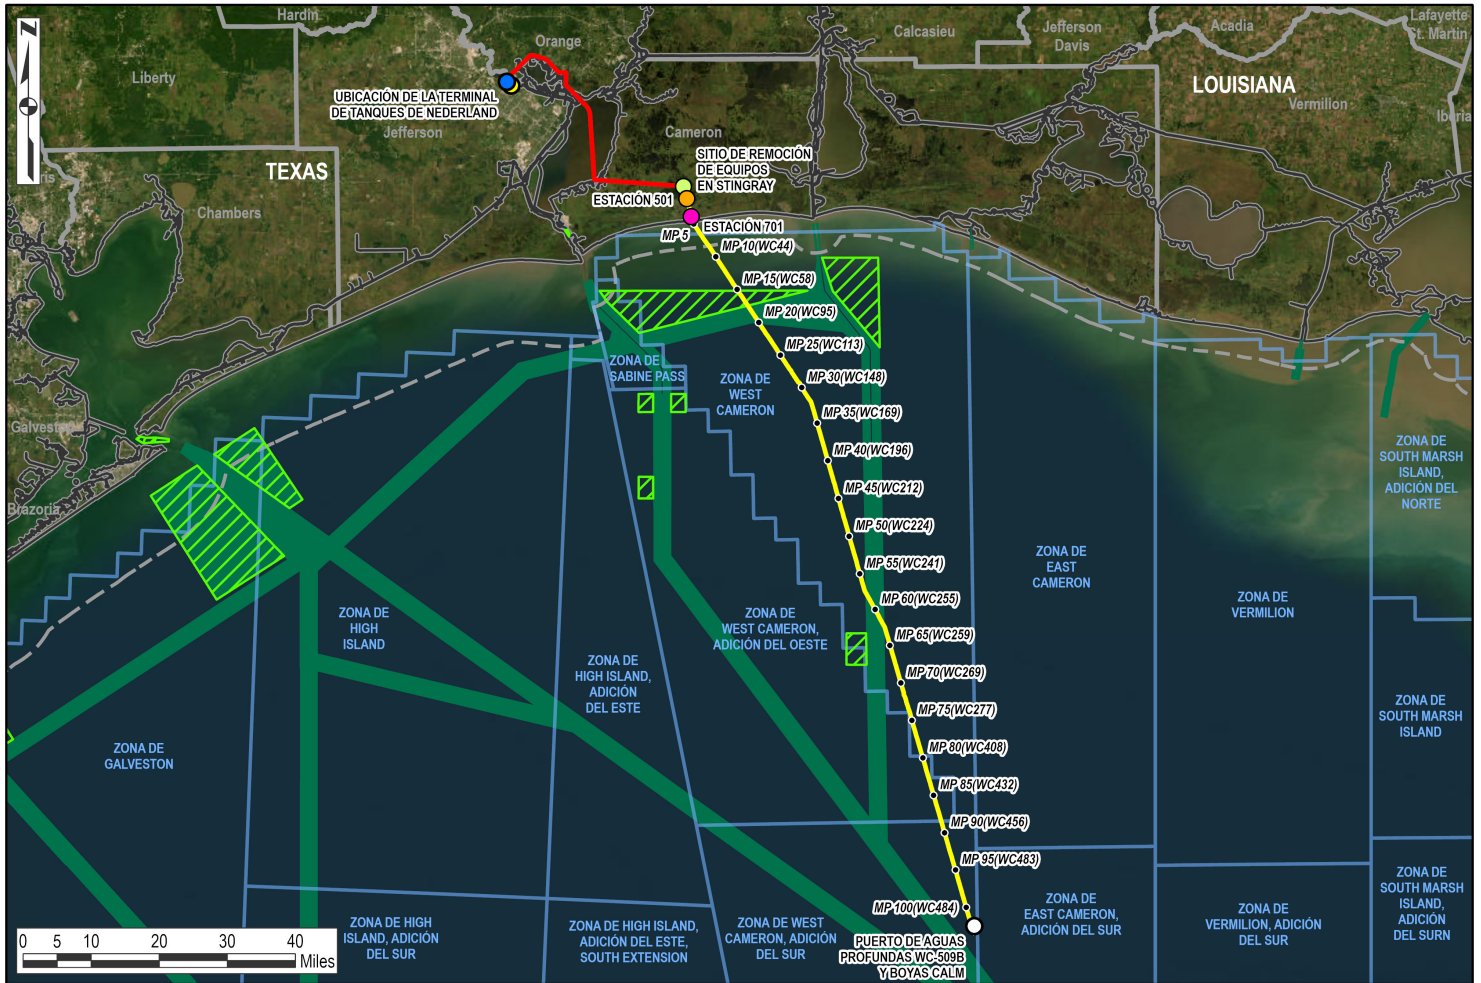 Hardin
Orange
Calcasieu
Jefferson
Davis
Acadia
Lafayette
St. Martin
Liberty
LOUISIANA
Vermilion
N
UBICACIÓN DE LA TERMINAL
DE TANQUES DE NEDERLAND
Jefferson
Cameron
TEXAS
SITIO DE REMOCIÓN
DE EQUIPOS
EN STINGRAY
ESTACIÓN 501
Chambers
ESTACIÓN 701
MP 5
MP 10(WC44)
MP 15(WC58)
MP 20(WC95)
MP 25(WC113)
ZONA DE
SABINE PASS
ZONA DE
WEST
CAMERON
MP 30(WC148)
MP 35(WC169)
Galveston
MP 40(WC196)
ZONA DE
SOUTH MARSH
ISLAND,
ADICIÓN DEL
NORTE
MP 45(WC212)
Brazoria
MP 50(WC224)
MP 55(WC241)
ZONA DE
EAST
CAMERON
MP 60(WC255)
ZONA DE
VERMILION
ZONA DE
HIGH
ISLAND
ZONA DE
WEST CAMERON,
ADICIÓN DEL OESTE
MP 65(WC259)
ZONA DE
HIGH ISLAND,
ADICIÓN
DEL ESTE
MP 70(WC269)
MP 75(WC277)
ZONA DE
SOUTH MARSH
ISLAND
ZONA DE
GALVESTON
MP 80(WC408)
MP 85(WC432)
MP 90(WC456)
MP 95(WC483)
MP 100(WC484)
ZONA DE
SOUTH MARSH
ISLAND,
ADICIÓN
DEL SURN
ZONA DE HIGH
ISLAND, ADICIÓN
DEL SUR
ZONA DE HIGH ISLAND,
ADICIÓN DEL ESTE,
SOUTH EXTENSION
ZONA DE WEST
CAMERON, ADICIÓN
DEL SUR
ZONA DE
EAST CAMERON,
ADICIÓN DEL SUR
ZONA DE
VERMILION, ADICIÓN
DEL SUR
PUERTO DE AGUAS
PROFUNDAS WC-509B
Y BOYAS CALM
0 5 10 20 30 40
Miles